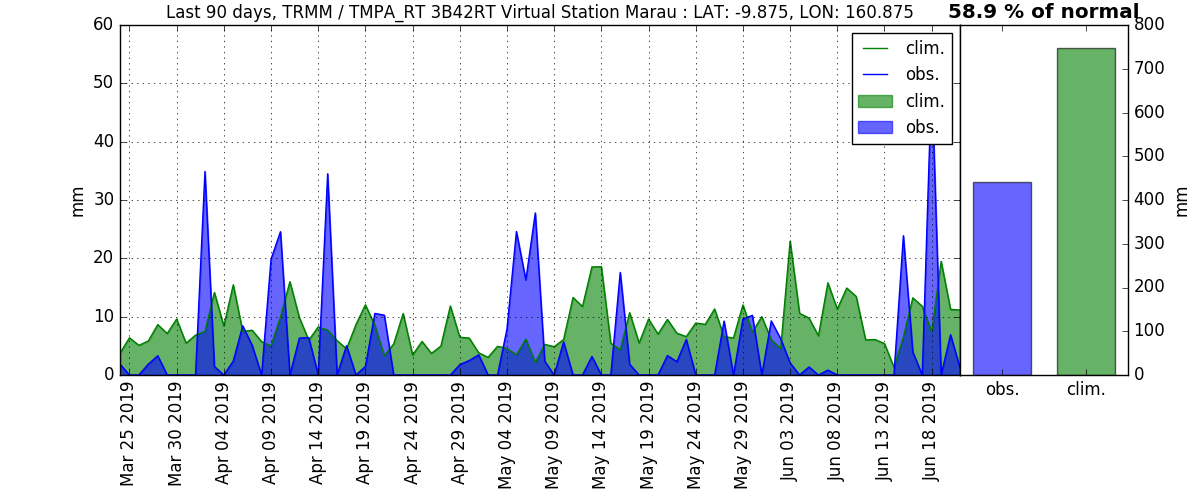 Last 90 days, TRMM / TMPA_RT 3B42RT Virtual Station Marau : LAT: -9.875, LON: 160.875
58.9 % of normal
clim.
obs.
clim.
obs.
60
50
40
30
20
10
0
mm
800
700
600
500
400
300
200
100
0
mm
Mar 25 2019
Mar 30 2019
Apr 04 2019
Apr 09 2019
Apr 14 2019
Apr 19 2019
Apr 24 2019
Apr 29 2019
May 04 2019
May 09 2019
May 14 2019
May 19 2019
May 24 2019
May 29 2019
Jun 03 2019
Jun 08 2019
Jun 13 2019
Jun 18 2019
obs.
clim.